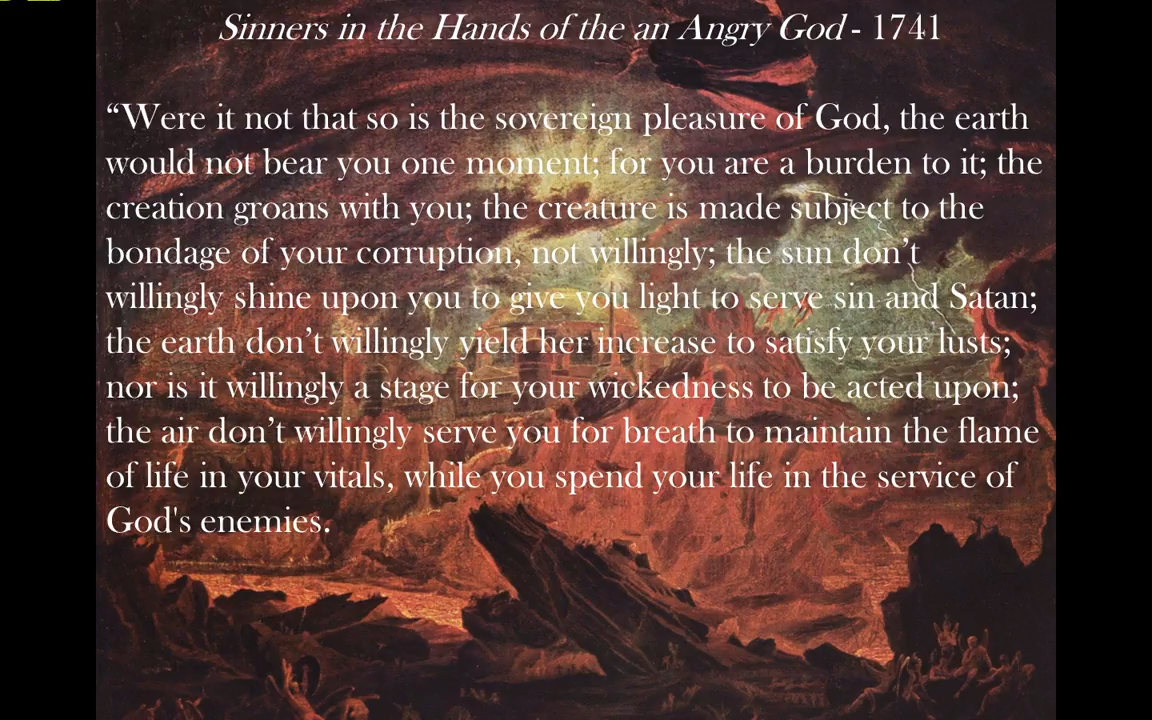 Sinners in the Hands of the an Angry God - 1741
“Were it not that so is the sovereign pleasure of God, the earth
would not bear you one moment; for you are a burden to it; the
creation groans with you; the creature is made subject to the
bondage of your corruption, not willingly; the sun don’t
willingly shine upon you to give you light to serve sin and Satan;
the earth don’t willingly yield her increase to satisfy your lusts;
nor is it willingly a stage for your wickedness to be acted upon;
the air don’t willingly serve you for breath to maintain the flame
of life in your vitals, while you spend your life in the service of
God's enemies.